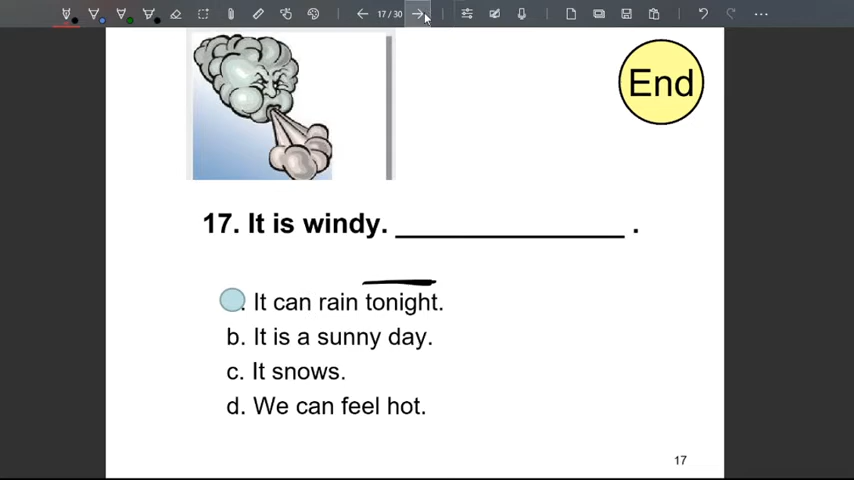 17 / 30
End
17. It is windy. ________________ .
. It can rain tonight.
b. It is a sunny day.
c. It snows.
d. We can feel hot.
17